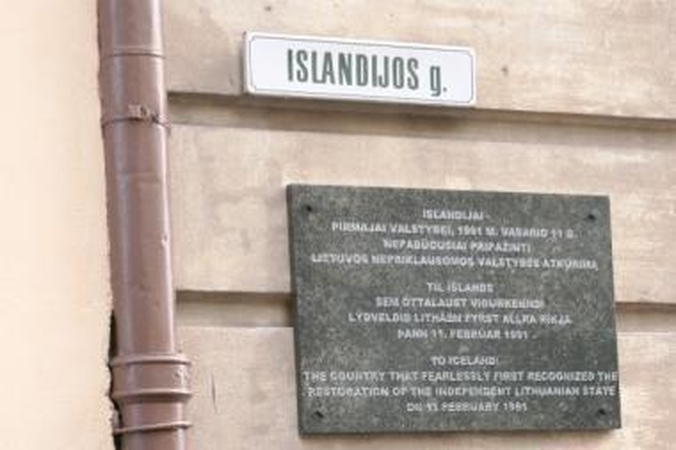 ISLANDIJOS g.
ISLANDIJAI -
PIRMAJAI VALSTYBEI, 1991 M. VASARIO 11 D.
NEPABŪGUSIAI PRIPAŽINTI
LIETUVOS NEPRIKLAUSOMOS VALSTYBĖS ATKŪRIMĄ
TIL ÍSLANDS
SEM ÓTTALAUST VIÐURKENNDI
LÝÐVELDIÐ LITHÁEN FYRST ALLRA RÍKJA
ÞANN 11. FEBRÚAR 1991
TO ICELAND:
THE COUNTRY THAT FEARLESSLY FIRST RECOGNIZED THE
RESTORATION OF THE INDEPENDENT LITHUANIAN STATE
ON 11 FEBRUARY 1991